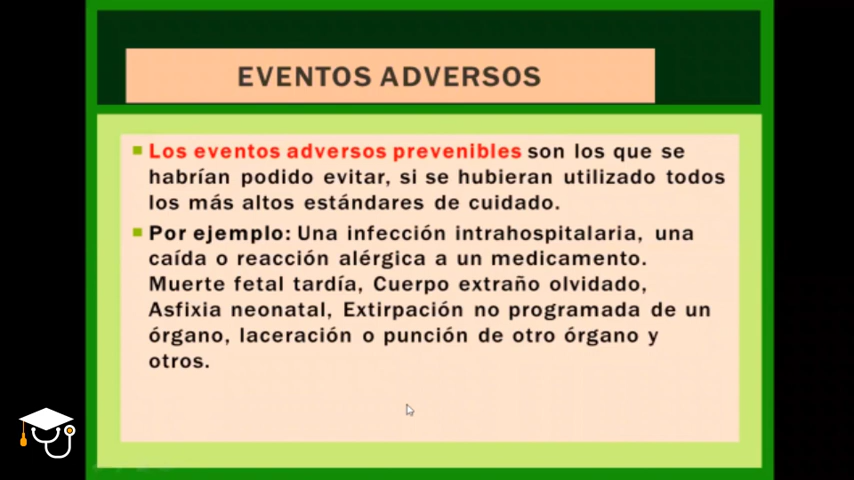 EVENTOS ADVERSOS
Los eventos adversos prevenibles son los que se
habrían podido evitar, si se hubieran utilizado todos
los más altos estándares de cuidado.
Por ejemplo: Una infección intrahospitalaria, una
caída o reacción alérgica a un medicamento.
Muerte fetal tardía, Cuerpo extraño olvidado,
Asfixia neonatal, Extirpación no programada de un
órgano, laceración o punción de otro órgano y
otros.